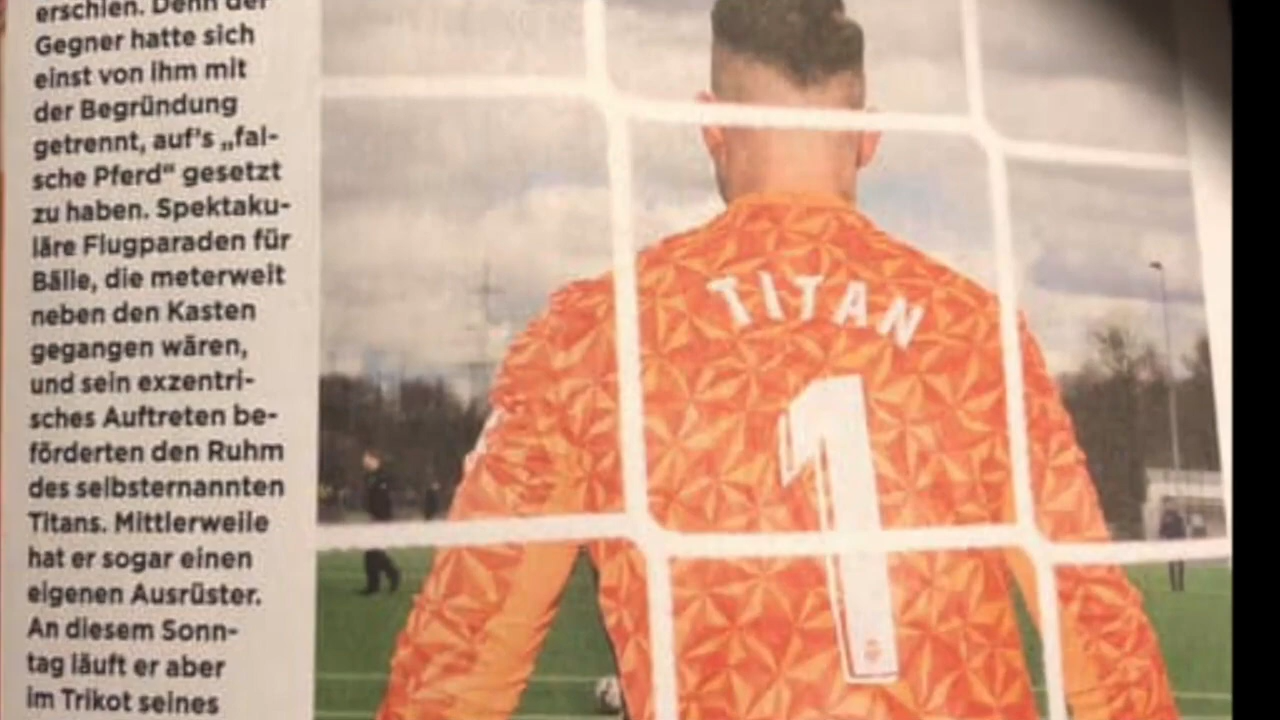 erschien. Denn der
Gegner hatte sich
einst von ihm mit
der Begründung
getrennt, auf's „fal-
sche Pferd“ gesetzt
zu haben. Spektaku-
läre Flugparaden für
Bälle, die meterweit
neben den Kasten
gegangen wären,
und sein exzentri-
sches Auftreten be-
förderten den Ruhm
des selbsternannten
Titans. Mittlerweile
hat er sogar einen
eigenen Ausrüster.
An diesem Sonn-
tag läuft er aber
im Trikot seines
TITAN
1